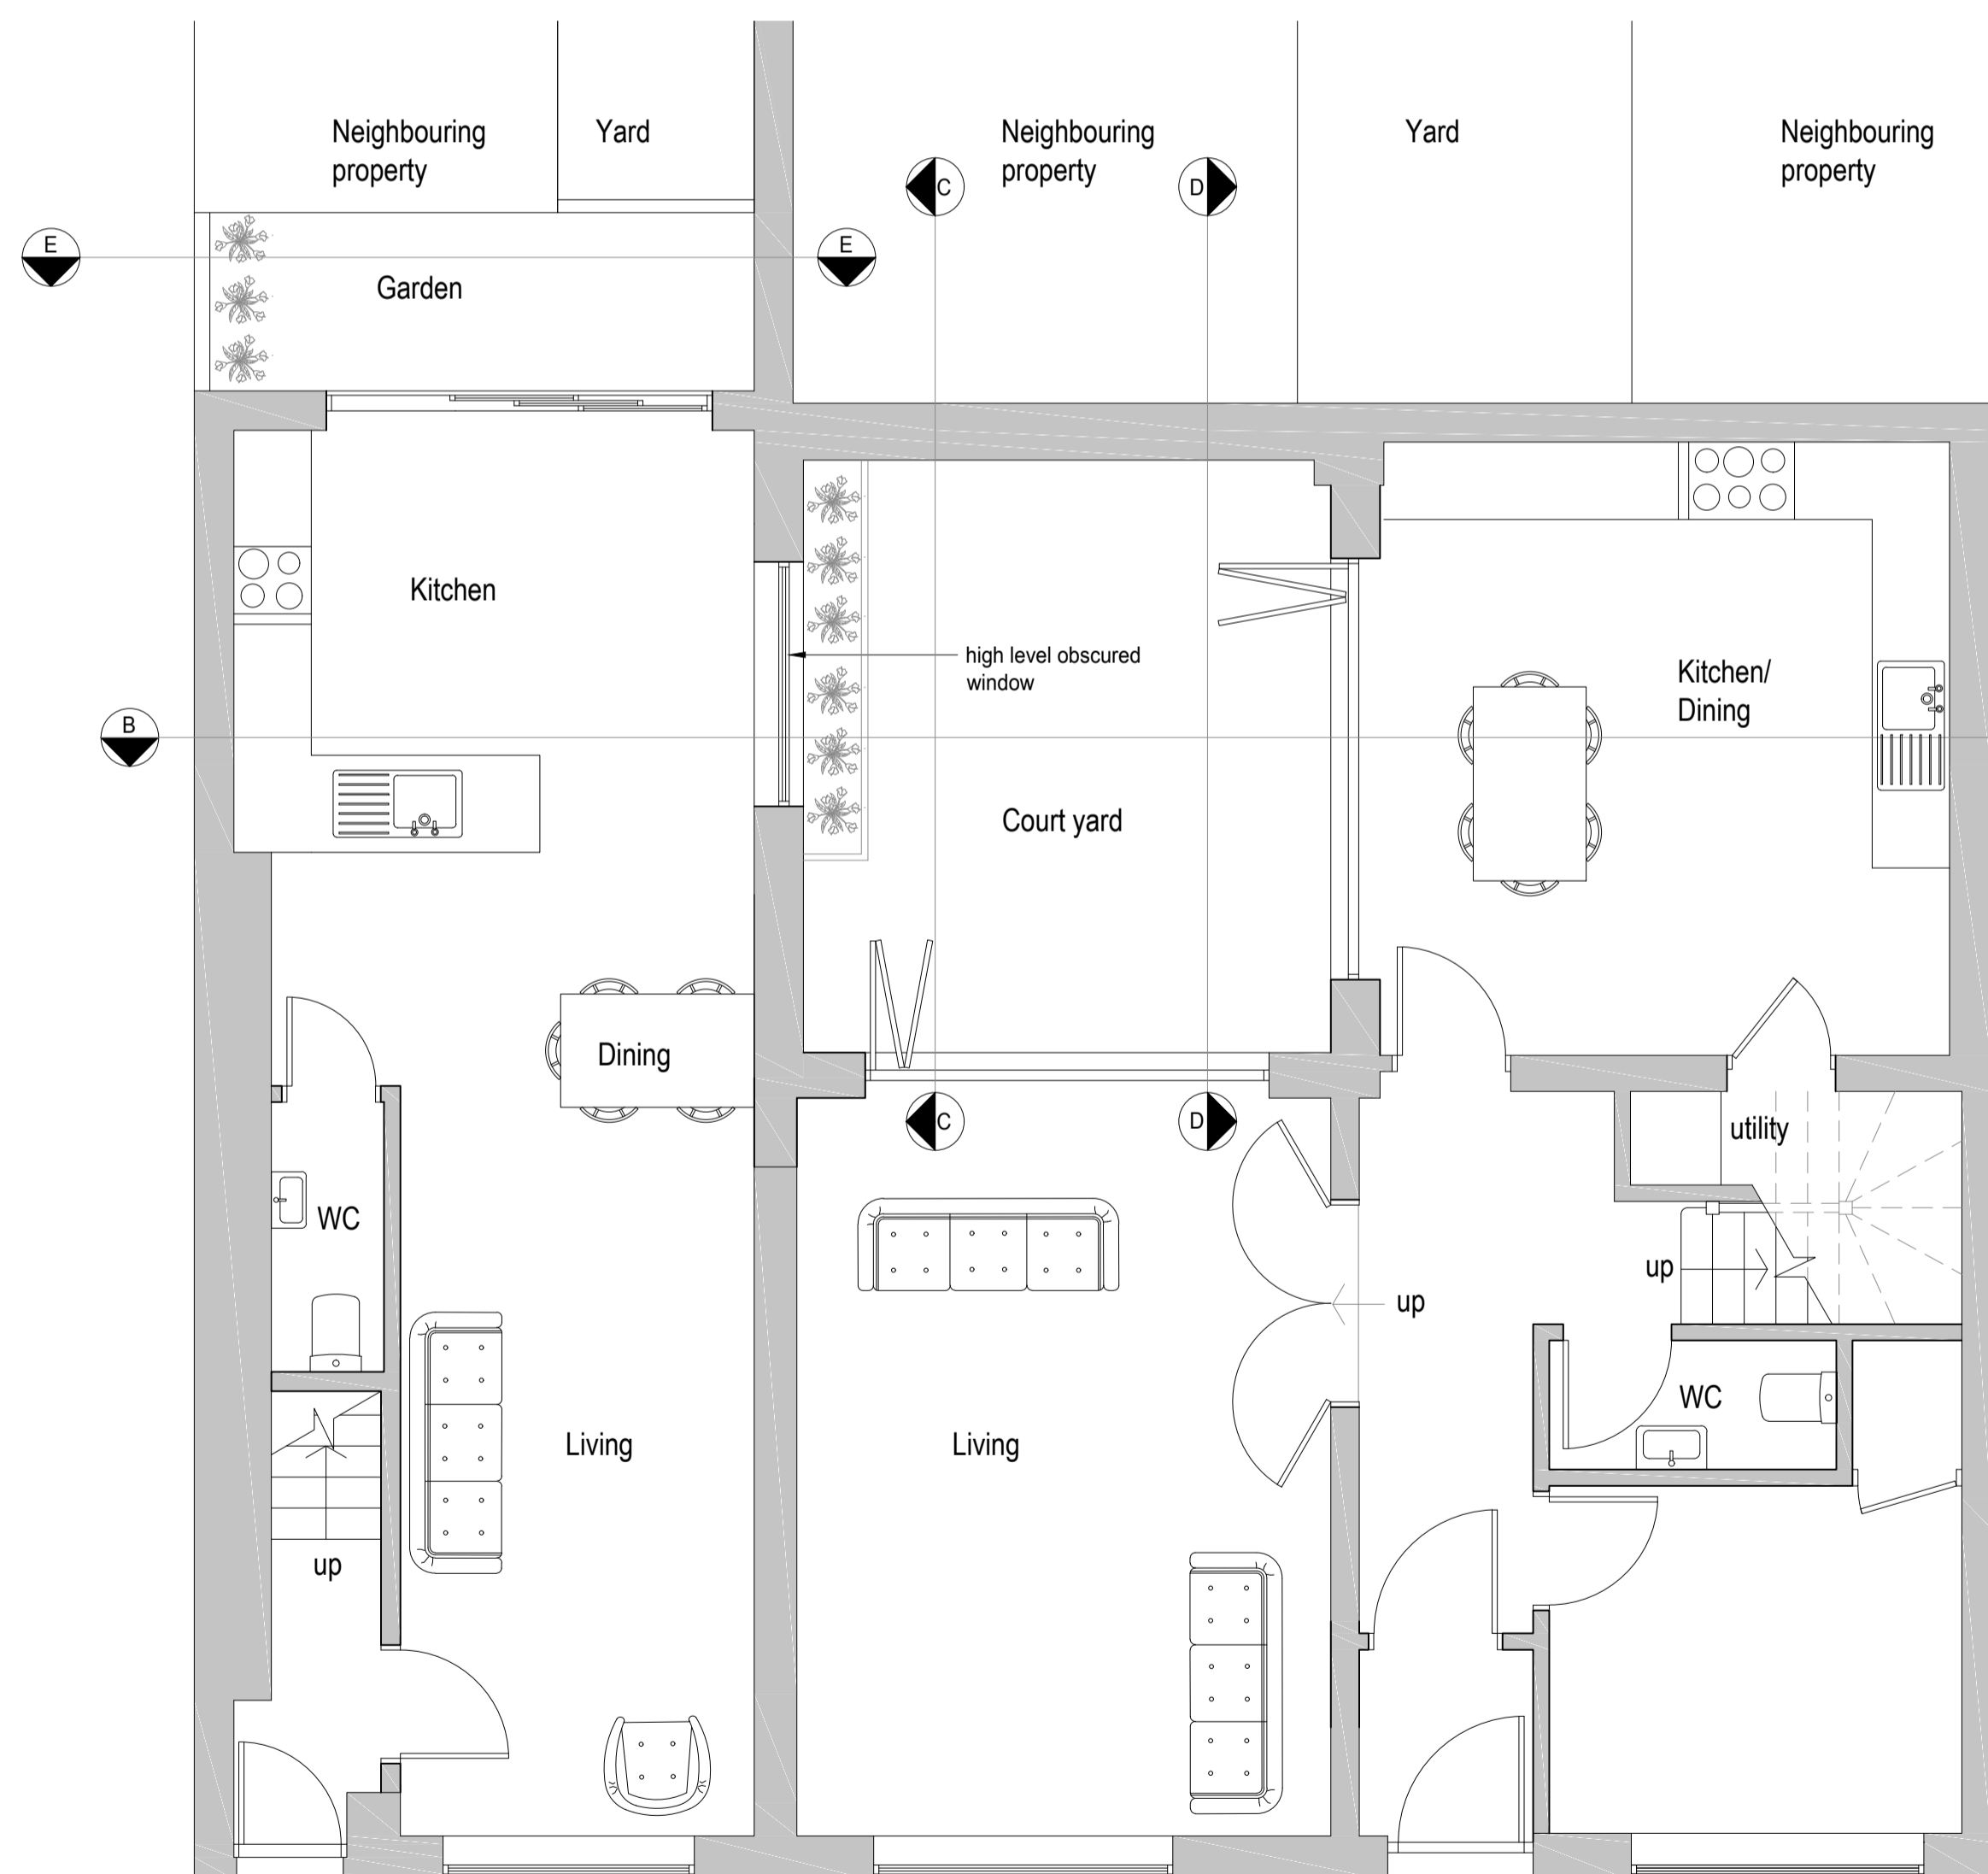 Neighbouring
property
Yard
Neighbouring
property
Yard
Neighbouring
property
C
D
E
E
Garden
Kitchen
high level obscured
window
Kitchen/
Dining
B
Court yard
Dining
C
D
utility
WC
up
up
WC
Living
Living
up